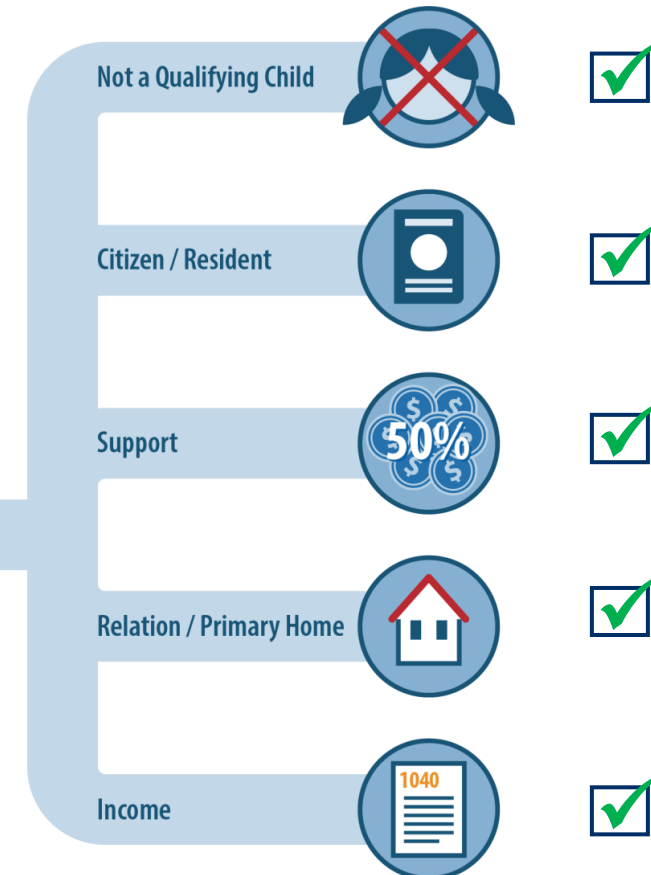 Not a Qualifying Child
Citizen / Resident
Support
$ $
$ 50% $
$ $
Relation / Primary Home
Income
1040